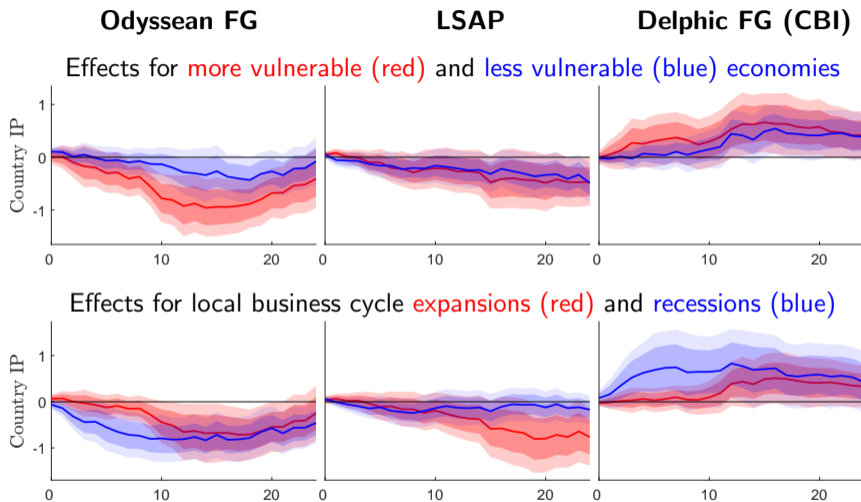 Odyssean FG LSAP Delphic FG (CBI)
Effects for more vulnerable (red) and less vulnerable (blue) economies
Country IP
1
0
-1
0 10 20 0 10 20 0 10 20
Effects for local business cycle expansions (red) and recessions (blue)
Country IP
1
0
-1
0 10 20 0 10 20 0 10 20